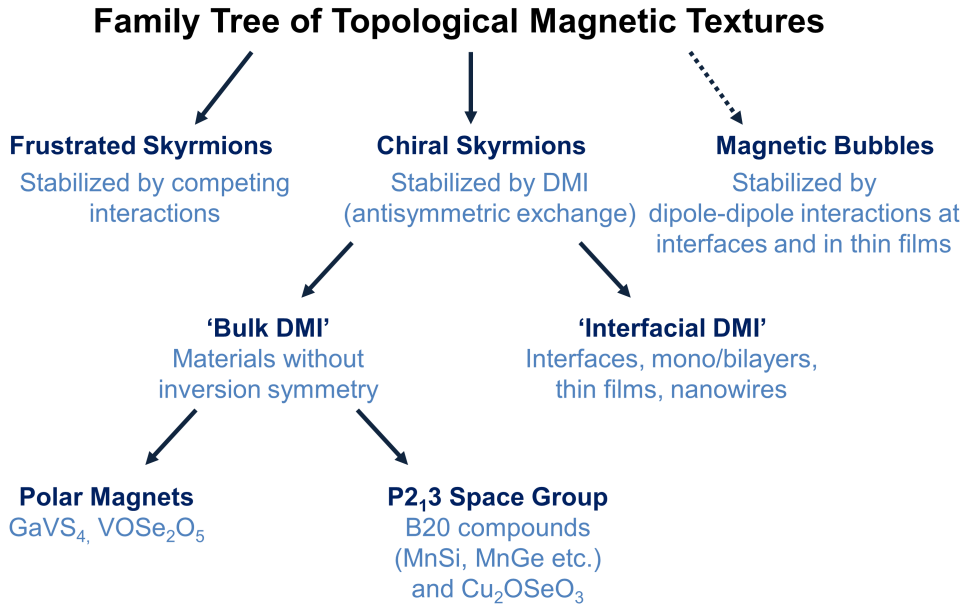 Family Tree of Topological Magnetic Textures
Frustrated Skyrmions
Stabilized by competing
interactions
Chiral Skyrmions
Stabilized by DMI
(antisymmetric exchange)
Magnetic Bubbles
Stabilized by
dipole-dipole interactions at
interfaces and in thin films
‘Bulk DMI’
Materials without
inversion symmetry
‘Interfacial DMI’
Interfaces, mono/bilayers,
thin films, nanowires
Polar Magnets
GaVS₄, VOSe₂O₅
P2₁3 Space Group
B20 compounds
(MnSi, MnGe etc.)
and Cu₂OSeO₃